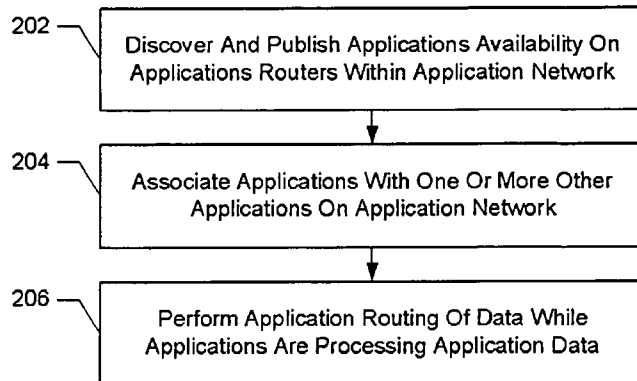 202
Discover And Publish Applications Availability On
Applications Routers Within Application Network
204
Associate Applications With One Or More Other
Applications On Application Network
206
Perform Application Routing Of Data While
Applications Are Processing Application Data